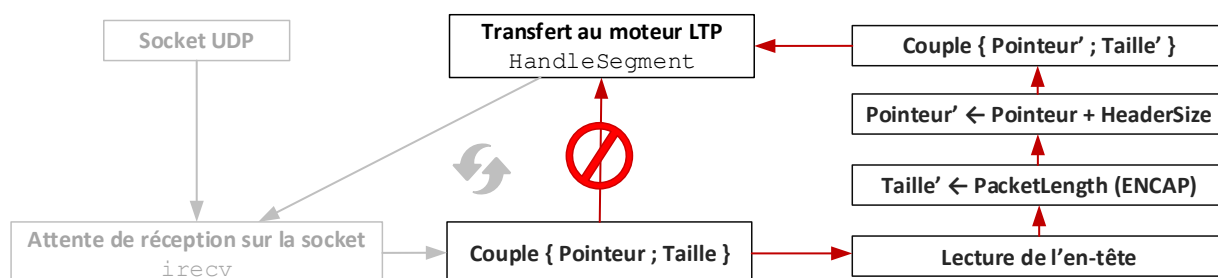 Socket UDP
Transfert au moteur LTP
HandleSegment
Couple { Pointeur’ ; Taille’ }
Pointeur’ ← Pointeur + HeaderSize
Taille’ ← PacketLength (ENCAP)
Attente de réception sur la socket
irecv
Couple { Pointeur ; Taille }
Lecture de l’en-tête